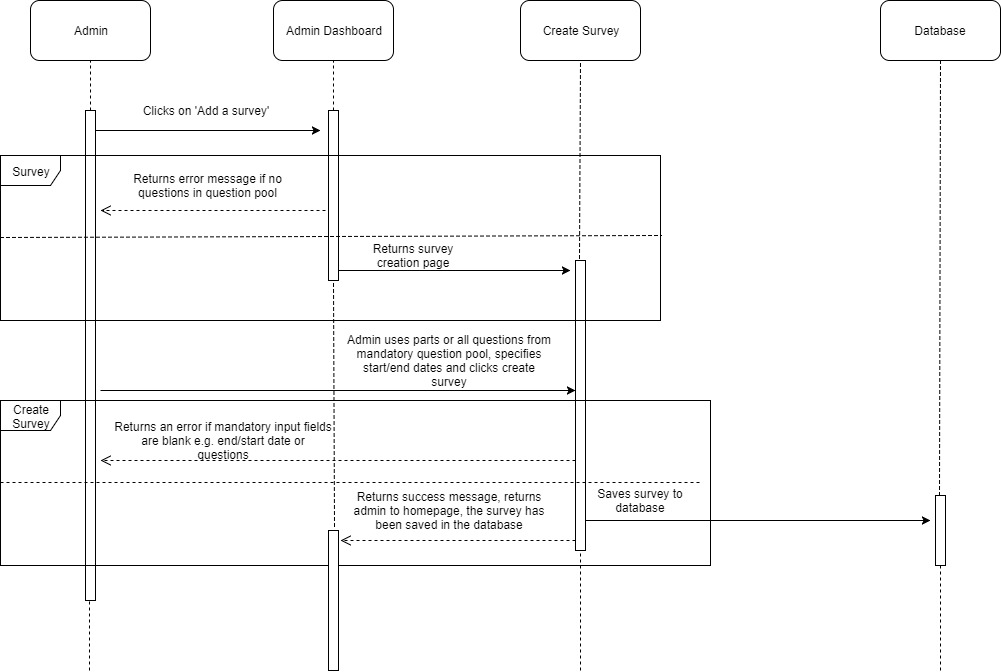 Admin
Admin Dashboard
Create Survey
Database
Clicks on 'Add a survey'
Survey
Returns error message if no
questions in question pool
Returns survey
creation page
Admin uses parts or all questions from
mandatory question pool, specifies
start/end dates and clicks create
survey
Create
Survey
Returns an error if mandatory input fields
are blank e.g. end/start date or
questions
Saves survey to
database
Returns success message, returns
admin to homepage, the survey has
been saved in the database